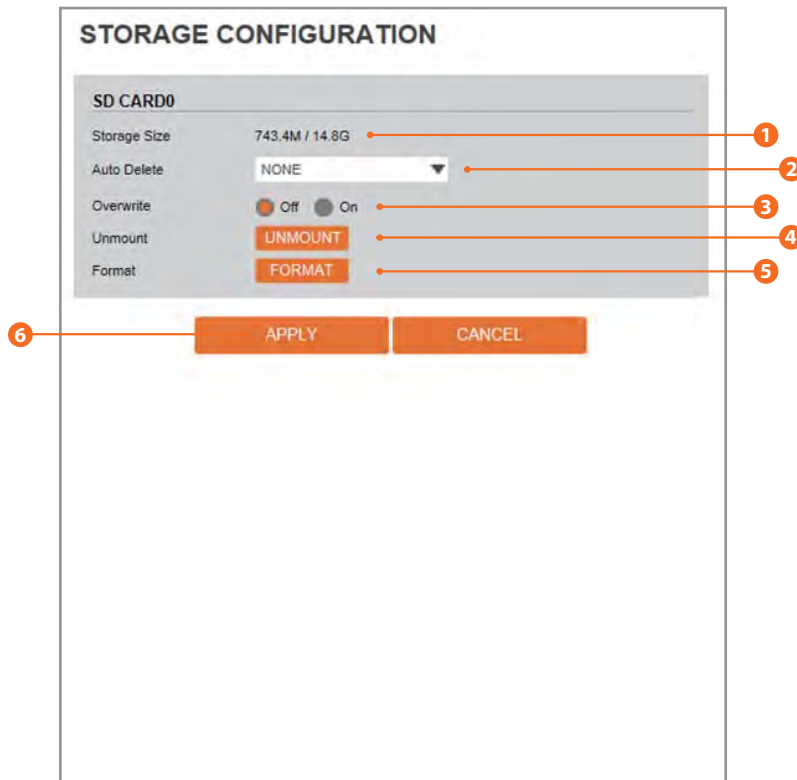 STORAGE CONFIGURATION
SD CARD0
Storage Size 743.4M / 14.8G 1
Auto Delete NONE 2
Overwrite Off On 3
Unmount UNMOUNT 4
Format FORMAT 5
6 APPLY CANCEL